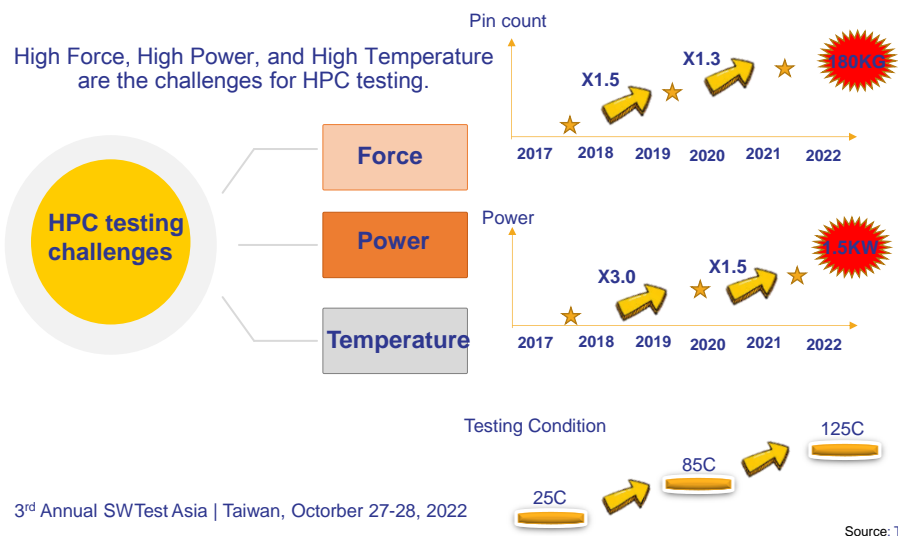 High Force, High Power, and High Temperature
are the challenges for HPC testing.
HPC testing
challenges
Force
Power
Temperature
Pin count
X1.5
X1.3
180KG
2017 2018 2019 2020 2021 2022
Power
X3.0
X1.5
1.5KW
2017 2018 2019 2020 2021 2022
Testing Condition
25C
85C
125C
3rd Annual SWTest Asia | Taiwan, Octorber 27-28, 2022
Source: